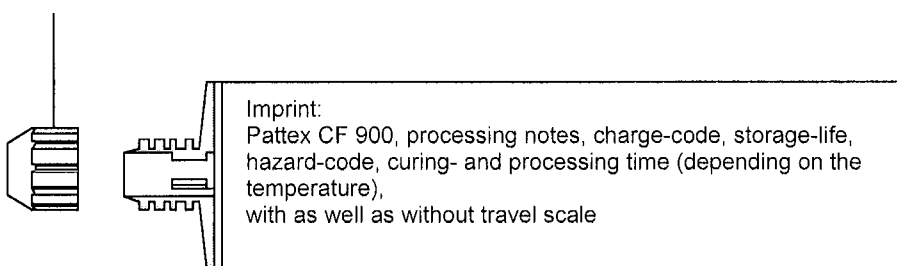 Imprint:
Pattex CF 900, processing notes, charge-code, storage-life,
hazard-code, curing- and processing time (depending on the
temperature),
with as well as without travel scale